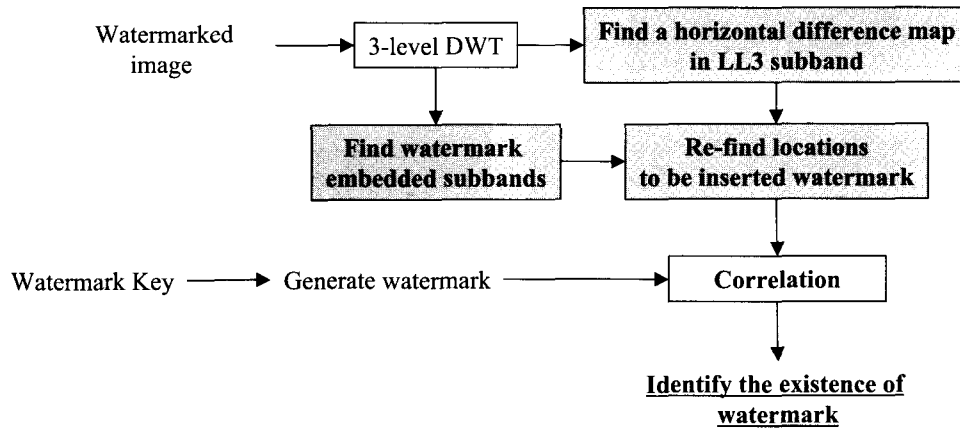 Watermarked
image
3-level DWT
Find a horizontal difference map
in LL3 subband
Find watermark
embedded subbands
Re-find locations
to be inserted watermark
Watermark Key
Generate watermark
Correlation
Identify the existence of
watermark